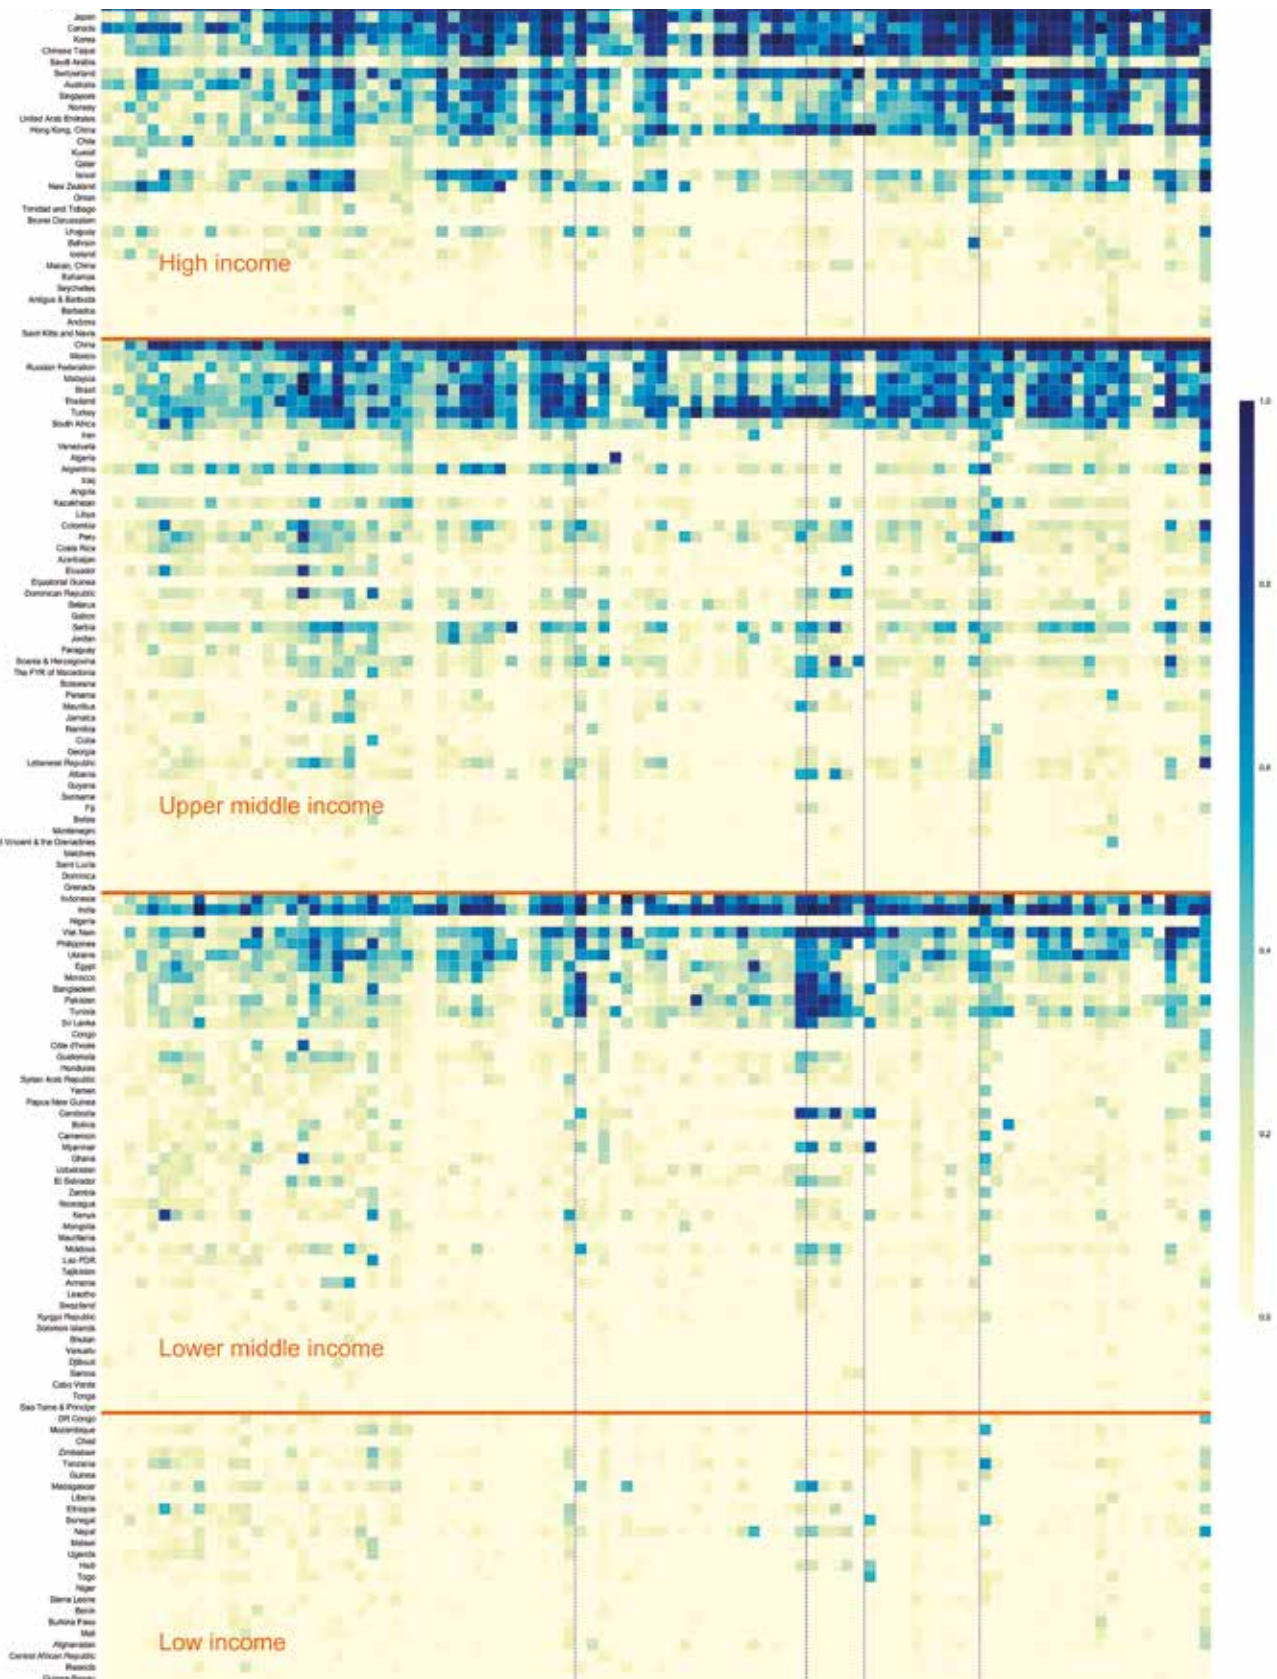 Japan
Canada
Korea
Chinese Taipei
Saudi Arabia
Switzerland
Australia
Singapore
Norway
United Arab Emirates
Hong Kong, China
Chile
Kuwait
Qatar
Israel
New Zealand
Oman
Trinidad and Tobago
Brunei Darussalam
Uruguay
Bahrain
Iceland
Macao, China
Bahamas
Seychelles
Antigua & Barbuda
Barbados
Andorra
Saint Kitts and Nevis
High income
China
Mexico
Russian Federation
Malaysia
Brazil
Thailand
Turkey
South Africa
Iran
Venezuela
Algeria
Argentina
Iraq
Angola
Kazakhstan
Libya
Colombia
Peru
Costa Rica
Azerbaijan
Ecuador
Equatorial Guinea
Dominican Republic
Belarus
Gabon
Serbia
Jordan
Paraguay
Bosnia & Herzegovina
The FYR of Macedonia
Botswana
Panama
Mauritius
Jamaica
Namibia
Cuba
Georgia
Lebanese Republic
Albania
Guyana
Suriname
Fiji
Belize
Montenegro
t Vincent & the Grenadines
Maldives
Saint Lucia
Dominica
Grenada
Upper middle income
Indonesia
India
Nigeria
Viet Nam
Philippines
Ukraine
Egypt
Morocco
Bangladesh
Pakistan
Tunisia
Sri Lanka
Congo
Côte d'Ivoire
Guatemala
Honduras
Syrian Arab Republic
Yemen
Papua New Guinea
Cambodia
Bolivia
Cameroon
Myanmar
Ghana
Uzbekistan
El Salvador
Zambia
Nicaragua
Kenya
Mongolia
Mauritania
Moldova
Lao PDR
Tajikistan
Armenia
Lesotho
Swaziland
Kyrgyz Republic
Solomon Islands
Bhutan
Vanuatu
Djibouti
Samoa
Cabo Verde
Tonga
Sao Tome & Principe
Lower middle income
DR Congo
Mozambique
Chad
Zimbabwe
Tanzania
Guinea
Madagascar
Liberia
Ethiopia
Senegal
Nepal
Malawi
Uganda
Haiti
Togo
Niger
Sierra Leone
Benin
Burkina Faso
Mali
Afghanistan
Central African Republic
Rwanda
Low income
1.0
0.8
0.6
0.4
0.2
0.0